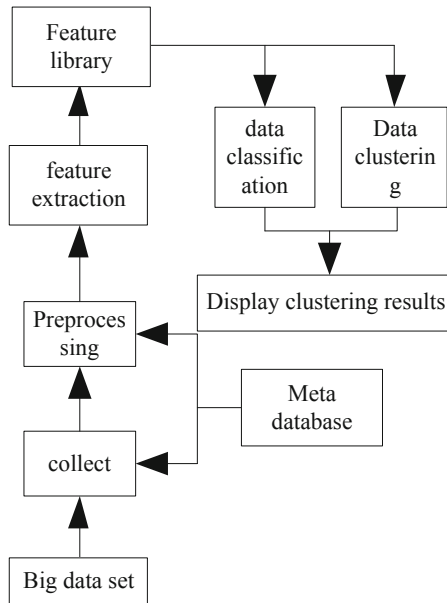 Feature
library
data
classific
ation
Data
clusterin
g
feature
extraction
Display clustering results
Preproces
sing
Meta
database
collect
Big data set